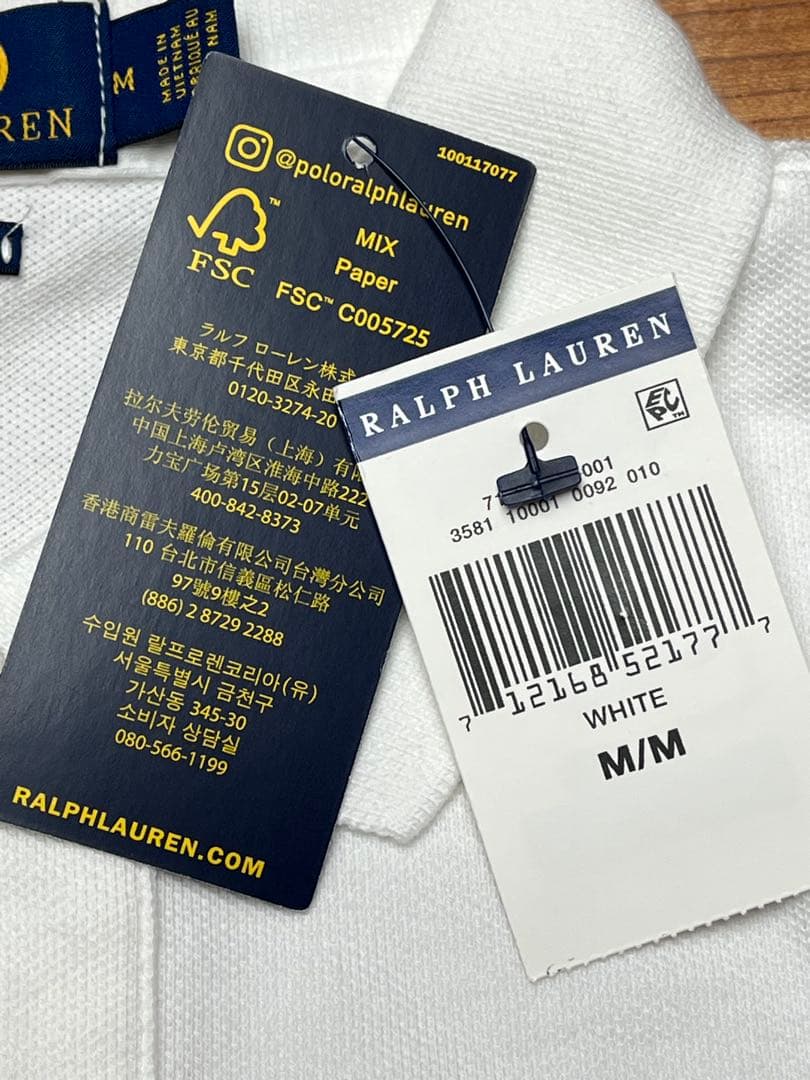 UREN
M
MADE IN
VIETNAM
NAM
@poloralphlauren
100117077
FSC™
MIX
Paper
FSC™ C005725
ラルフ ローレン株式
東京都千代田区永田
0120-3274-20
拉尔夫劳伦贸易（上海）有限
中国上海卢湾区淮海中路222
力宝广场第15层02-07单元
400-842-8373
香港商雷夫羅倫有限公司台灣分公司
110 台北市信義區松仁路
97號9樓之2
(886) 2 8729 2288
수입원 랄프로렌코리아(유)
서울특별시 금천구
가산동 345-30
소비자 상담실
080-566-1199
RALPHLAUREN.COM
RALPH LAUREN
EPC™
71 001
3581 10001 0092 010
7 12168 52177 7
WHITE
M/M